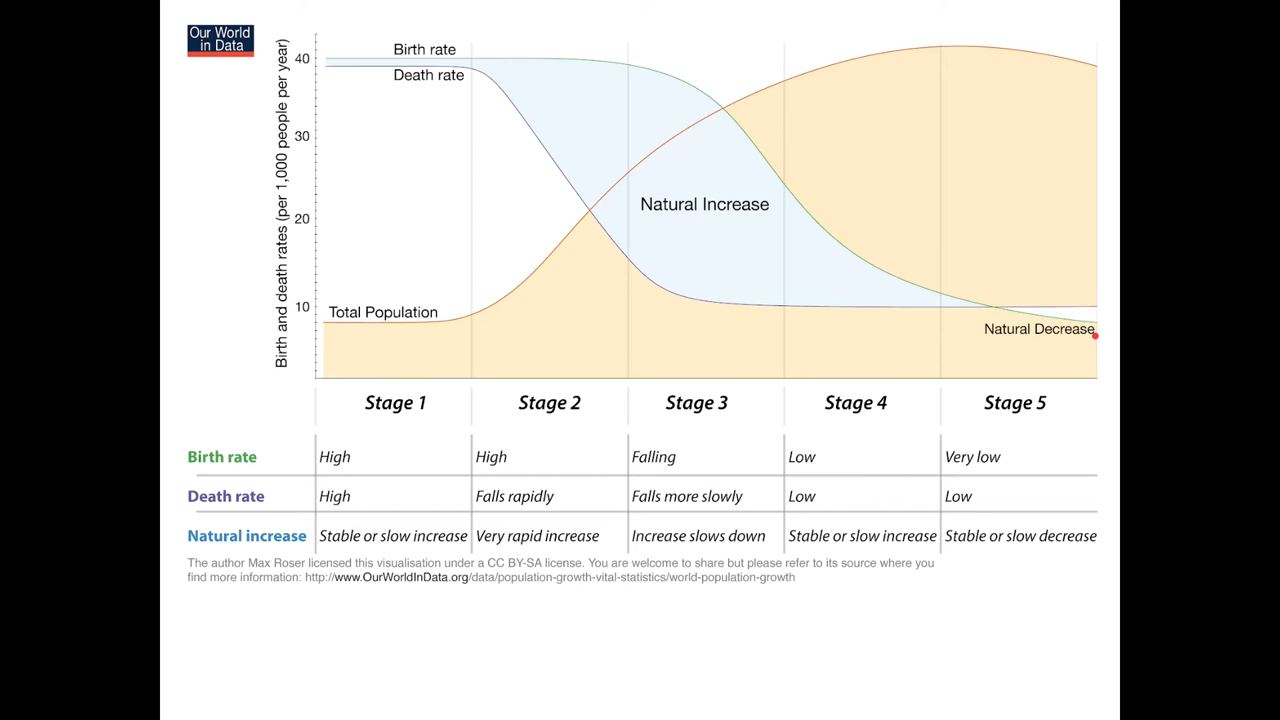 Our World
in Data
Birth and death rates (per 1,000 people per year)
40
30
20
10
Birth rate
Death rate
Natural Increase
Total Population
Natural Decrease
Stage 1 Stage 2 Stage 3 Stage 4 Stage 5
Birth rate High High Falling Low Very low
Death rate High Falls rapidly Falls more slowly Low Low
Natural increase Stable or slow increase Very rapid increase Increase slows down Stable or slow increase Stable or slow decrease
The author Max Roser licensed this visualisation under a CC BY-SA license. You are welcome to share but please refer to its source where you
find more information: http://www.OurWorldInData.org/data/population-growth-vital-statistics/world-population-growth